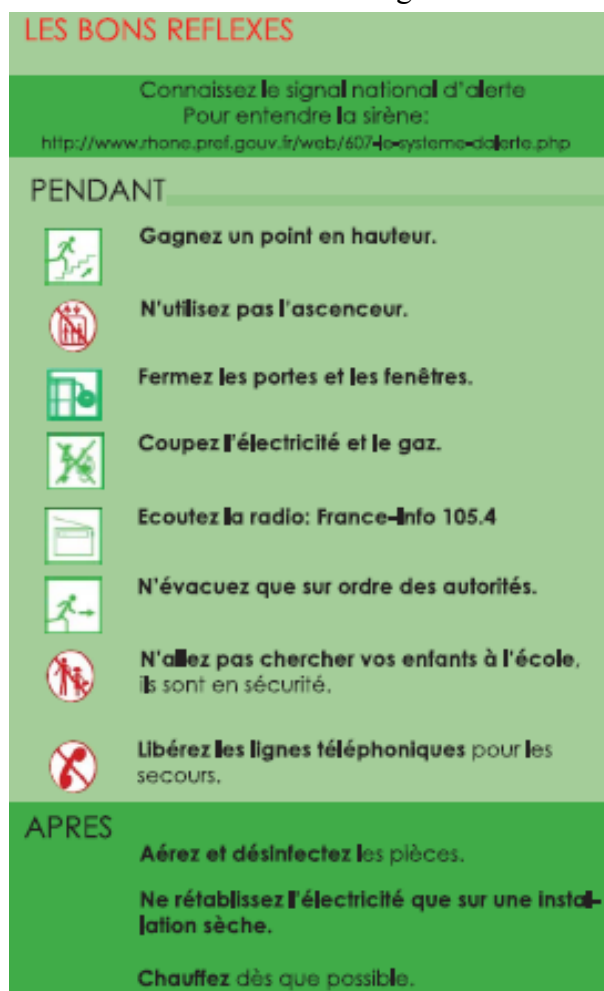 LES BONS REFLEXES
Connaissez le signal national d'alerte
Pour entendre la sirène:
http://www.rhone.pref.gouv.fr/web/607-le-systeme-dalerte.php
PENDANT
Gagnez un point en hauteur.
N'utilisez pas l'ascenceur.
Fermez les portes et les fenêtres.
Coupez l'électricité et le gaz.
Ecoutez la radio: France-Info 105.4
N'évacuez que sur ordre des autorités.
N'allez pas chercher vos enfants à l'école,
ils sont en sécurité.
Libérez les lignes téléphoniques pour les
secours.
APRES
Aérez et désinfectez les pièces.
Ne rétablissez l'électricité que sur une instal-
lation sèche.
Chauffez dès que possible.